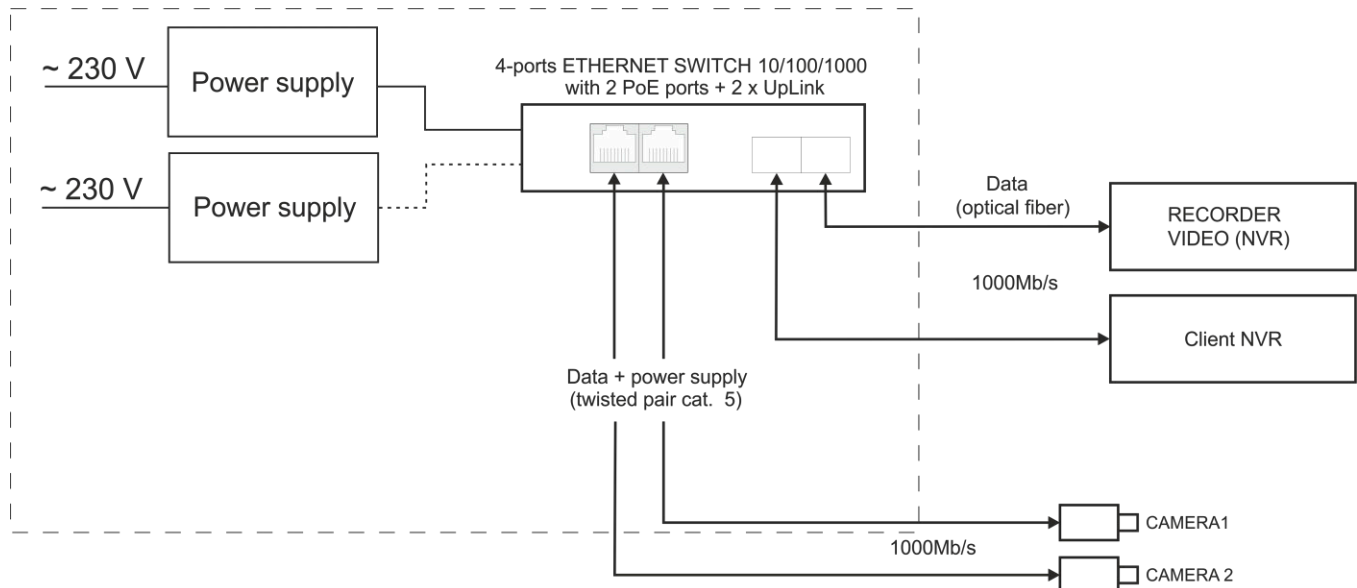 ~ 230 V
Power supply
~ 230 V
Power supply
4-ports ETHERNET SWITCH 10/100/1000
with 2 PoE ports + 2 x UpLink
Data
(optical fiber)
RECORDER
VIDEO (NVR)
1000Mb/s
Client NVR
Data + power supply
(twisted pair cat. 5)
CAMERA1
1000Mb/s
CAMERA 2